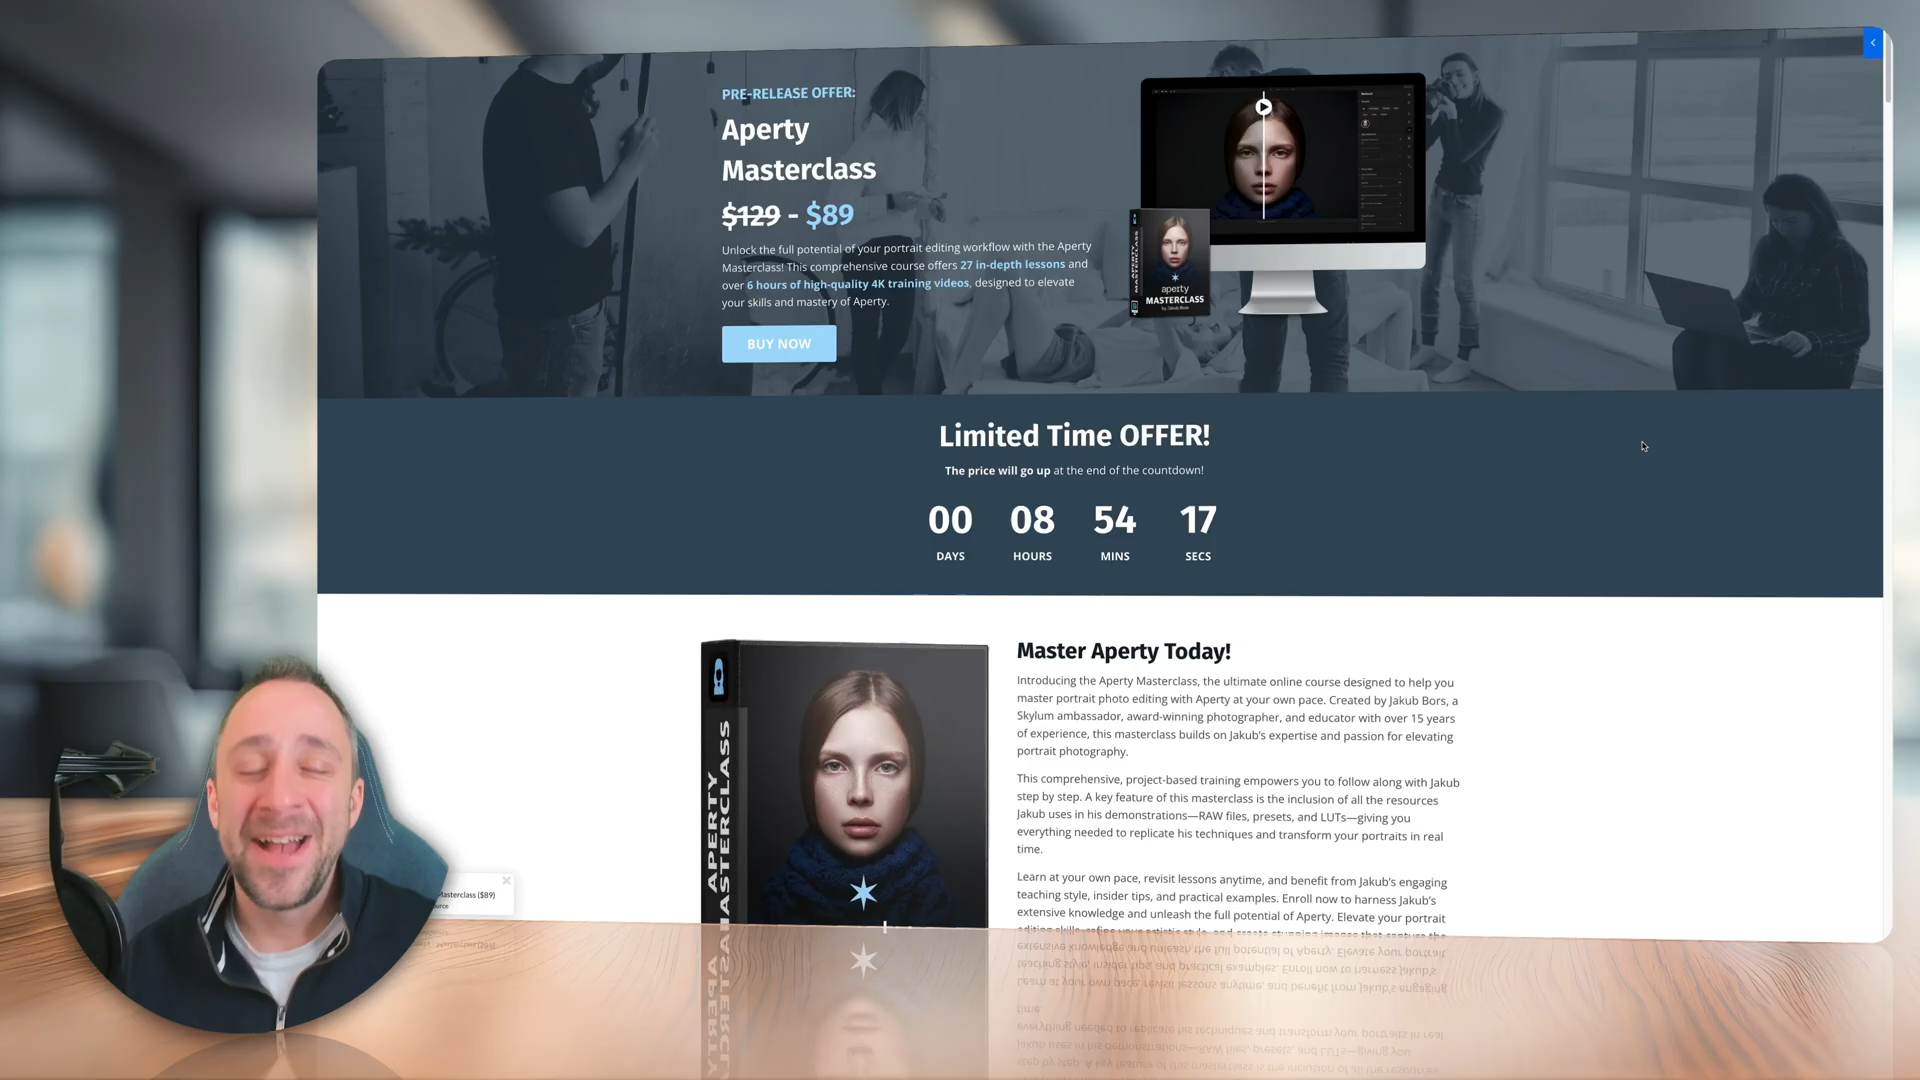 PRE-RELEASE OFFER:
Aperty
Masterclass
$129 - $89
Unlock the full potential of your portrait editing workflow with the Aperty
Masterclass! This comprehensive course offers 27 in-depth lessons and
over 6 hours of high-quality 4K training videos, designed to elevate
your skills and mastery of Aperty.
BUY NOW
APERTY
MASTERCLASS
aperty
MASTERCLASS
by Jakub Bors
Limited Time OFFER!
The price will go up at the end of the countdown!
00 08 54 17
DAYS HOURS MINS SECS
APERTY
MASTERCLASS
Master Aperty Today!
Introducing the Aperty Masterclass, the ultimate online course designed to help you
master portrait photo editing with Aperty at your own pace. Created by Jakub Bors, a
Skylum ambassador, award-winning photographer, and educator with over 15 years
of experience, this masterclass builds on Jakub's expertise and passion for elevating
portrait photography.
This comprehensive, project-based training empowers you to follow along with Jakub
step by step. A key feature of this masterclass is the inclusion of all the resources
Jakub uses in his demonstrations—RAW files, presets, and LUTs—giving you
everything needed to replicate his techniques and transform your portraits in real
time.
Learn at your own pace, revisit lessons anytime, and benefit from Jakub's engaging
teaching style, insider tips, and practical examples. Enroll now to harness Jakub's
extensive knowledge and unleash the full potential of Aperty. Elevate your portrait
Masterclass ($89)